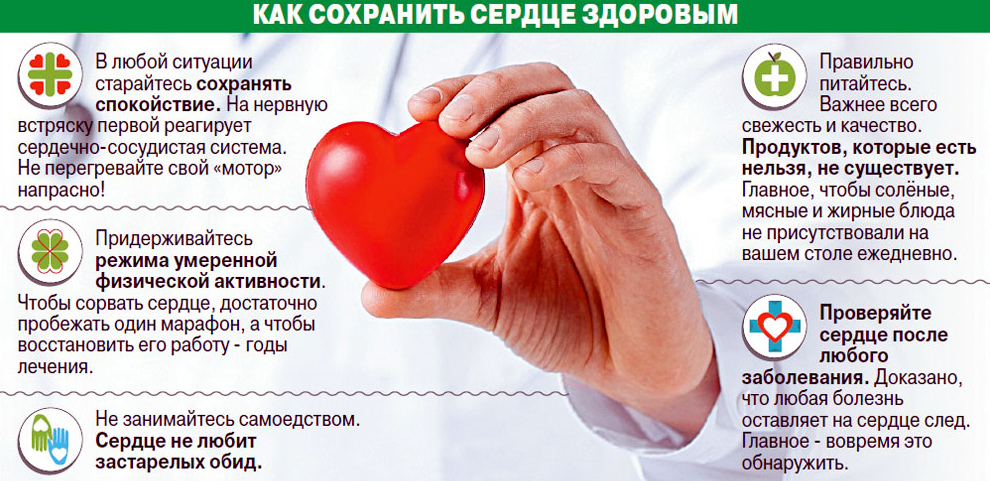 КАК СОХРАНИТЬ СЕРДЦЕ ЗДОРОВЫМ
В любой ситуации
старайтесь сохранять
спокойствие. На нервную
встряску первой реагирует
сердечно-сосудистая система.
Не перегревайте свой «мотор»
напрасно!
Придерживайтесь
режима умеренной
физической активности.
Чтобы сорвать сердце, достаточно
пробежать один марафон, а чтобы
восстановить его работу - годы
лечения.
Не занимайтесь самоедством.
Сердце не любит
застарелых обид.
Правильно
питайтесь.
Важнее всего
свежесть и качество.
Продуктов, которые есть
нельзя, не существует.
Главное, чтобы солёные,
мясные и жирные блюда
не присутствовали на
вашем столе ежедневно.
Проверяйте
сердце после
любого
заболевания. Доказано,
что любая болезнь
оставляет на сердце след.
Главное - вовремя это
обнаружить.